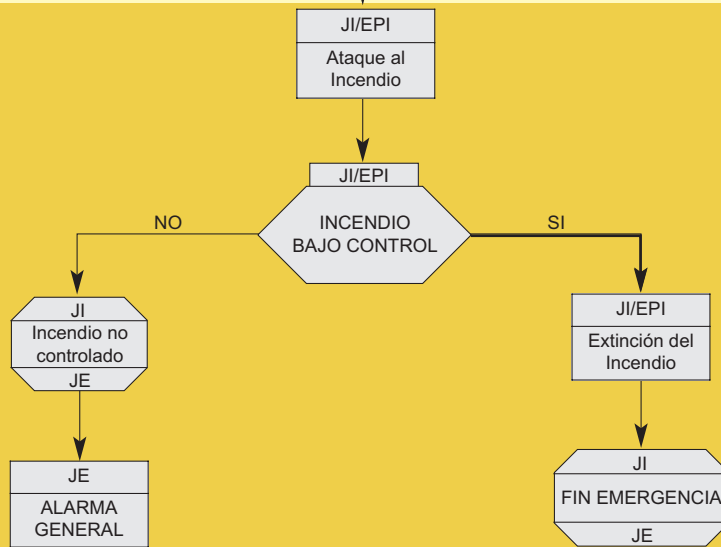 JI/EPI
Ataque al
Incendio
JI/EPI
INCENDIO
BAJO CONTROL
NO
SI
JI
Incendio no
controlado
JE
JI/EPI
Extinción del
Incendio
JE
ALARMA
GENERAL
JI
FIN EMERGENCIA
JE